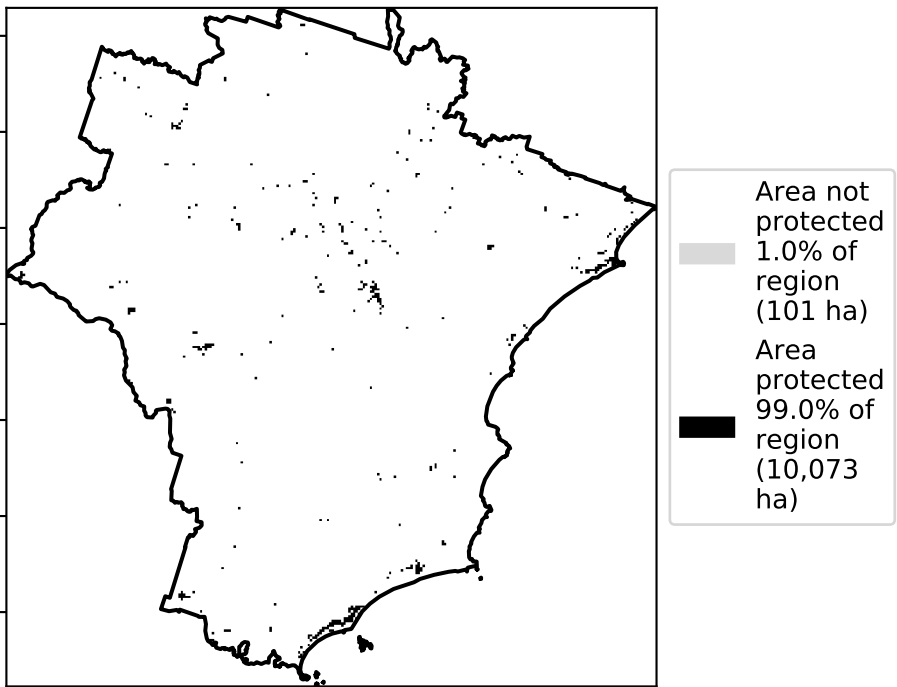 Area not
protected
1.0% of
region
(101 ha)
Area
protected
99.0% of
region
(10,073
ha)